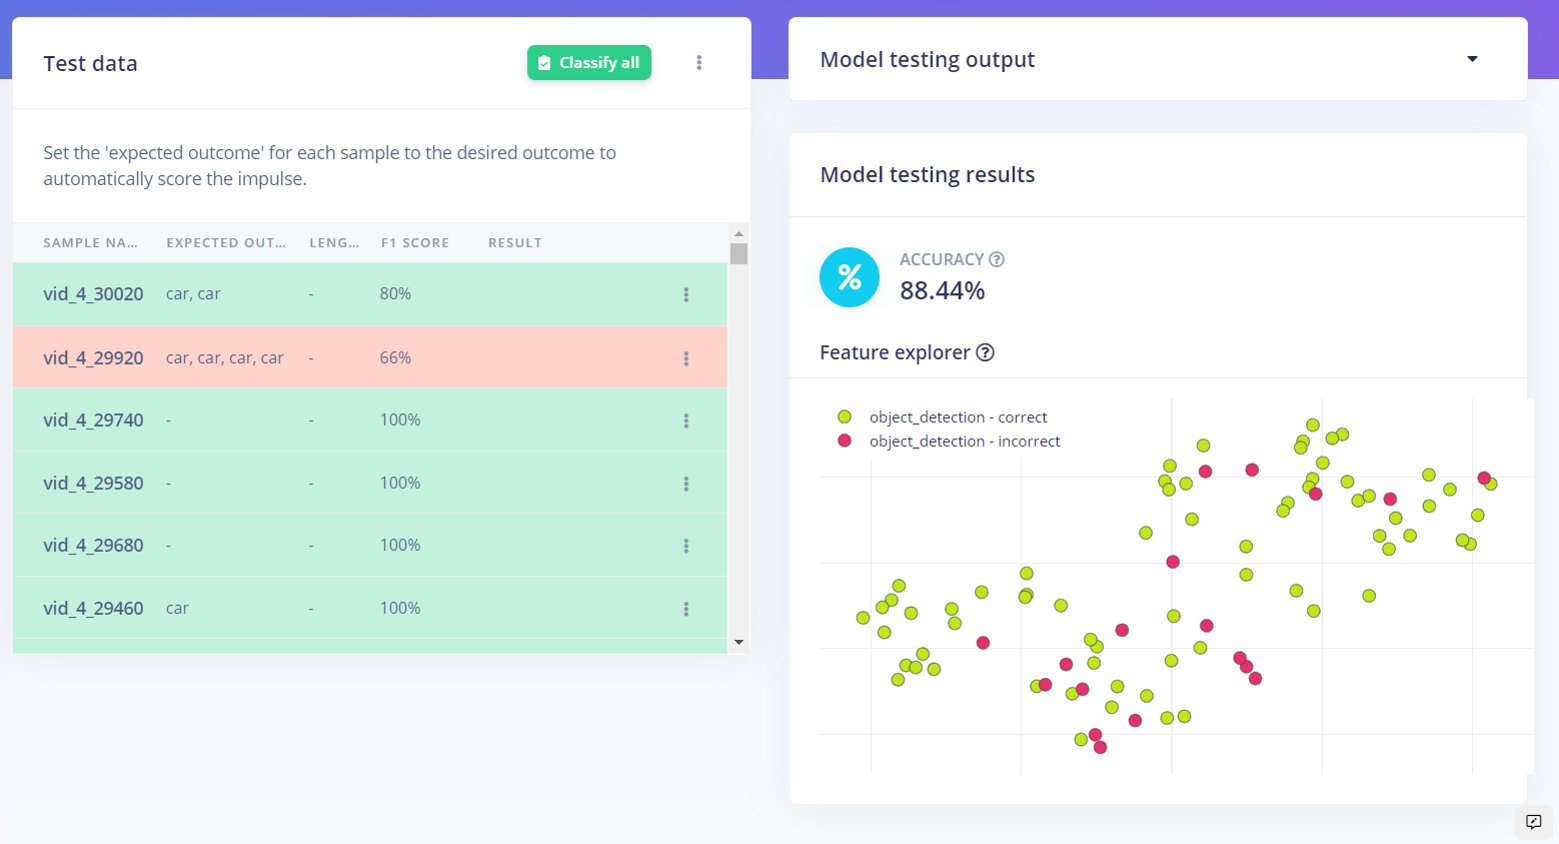 Test data
Classify all
Set the 'expected outcome' for each sample to the desired outcome to
automatically score the impulse.
SAMPLE NA... EXPECTED OUT... LENG... F1 SCORE RESULT
vid_4_30020 car, car - 80%
vid_4_29920 car, car, car, car - 66%
vid_4_29740 - - 100%
vid_4_29580 - - 100%
vid_4_29680 - - 100%
vid_4_29460 car - 100%
Model testing output
Model testing results
%
ACCURACY ?
88.44%
Feature explorer ?
object_detection - correct
object_detection - incorrect